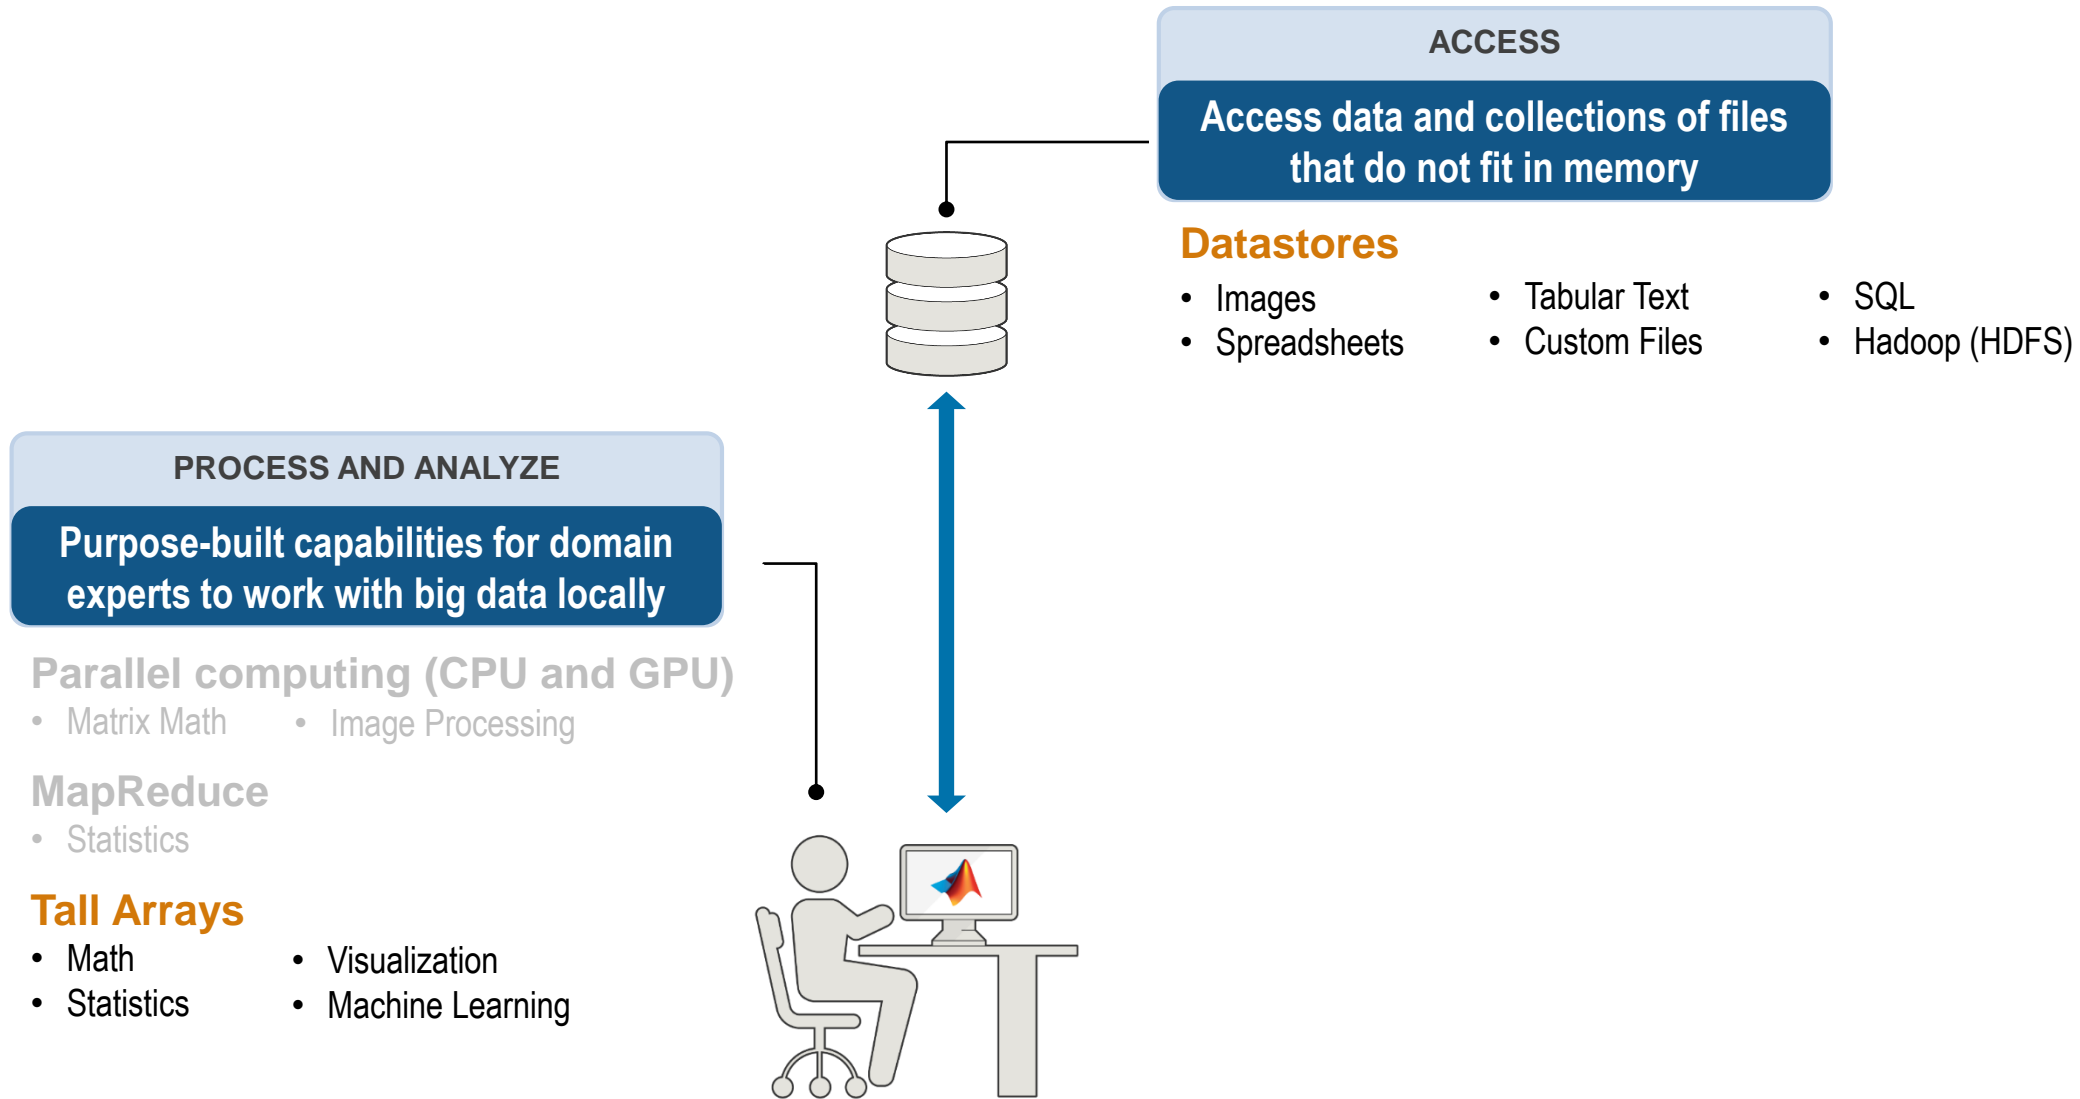 ACCESS
Access data and collections of files
that do not fit in memory
Datastores
• Images
• Spreadsheets
• Tabular Text
• Custom Files
• SQL
• Hadoop (HDFS)
PROCESS AND ANALYZE
Purpose-built capabilities for domain
experts to work with big data locally
Parallel computing (CPU and GPU)
• Matrix Math
• Image Processing
MapReduce
• Statistics
Tall Arrays
• Math
• Statistics
• Visualization
• Machine Learning